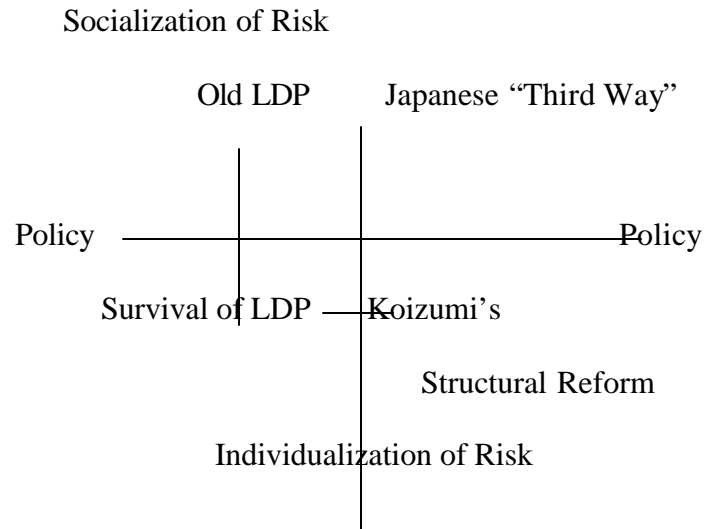 Socialization of Risk
Old LDP Japanese “Third Way”
Policy Policy
Survival of LDP Koizumi’s
Structural Reform
Individualization of Risk